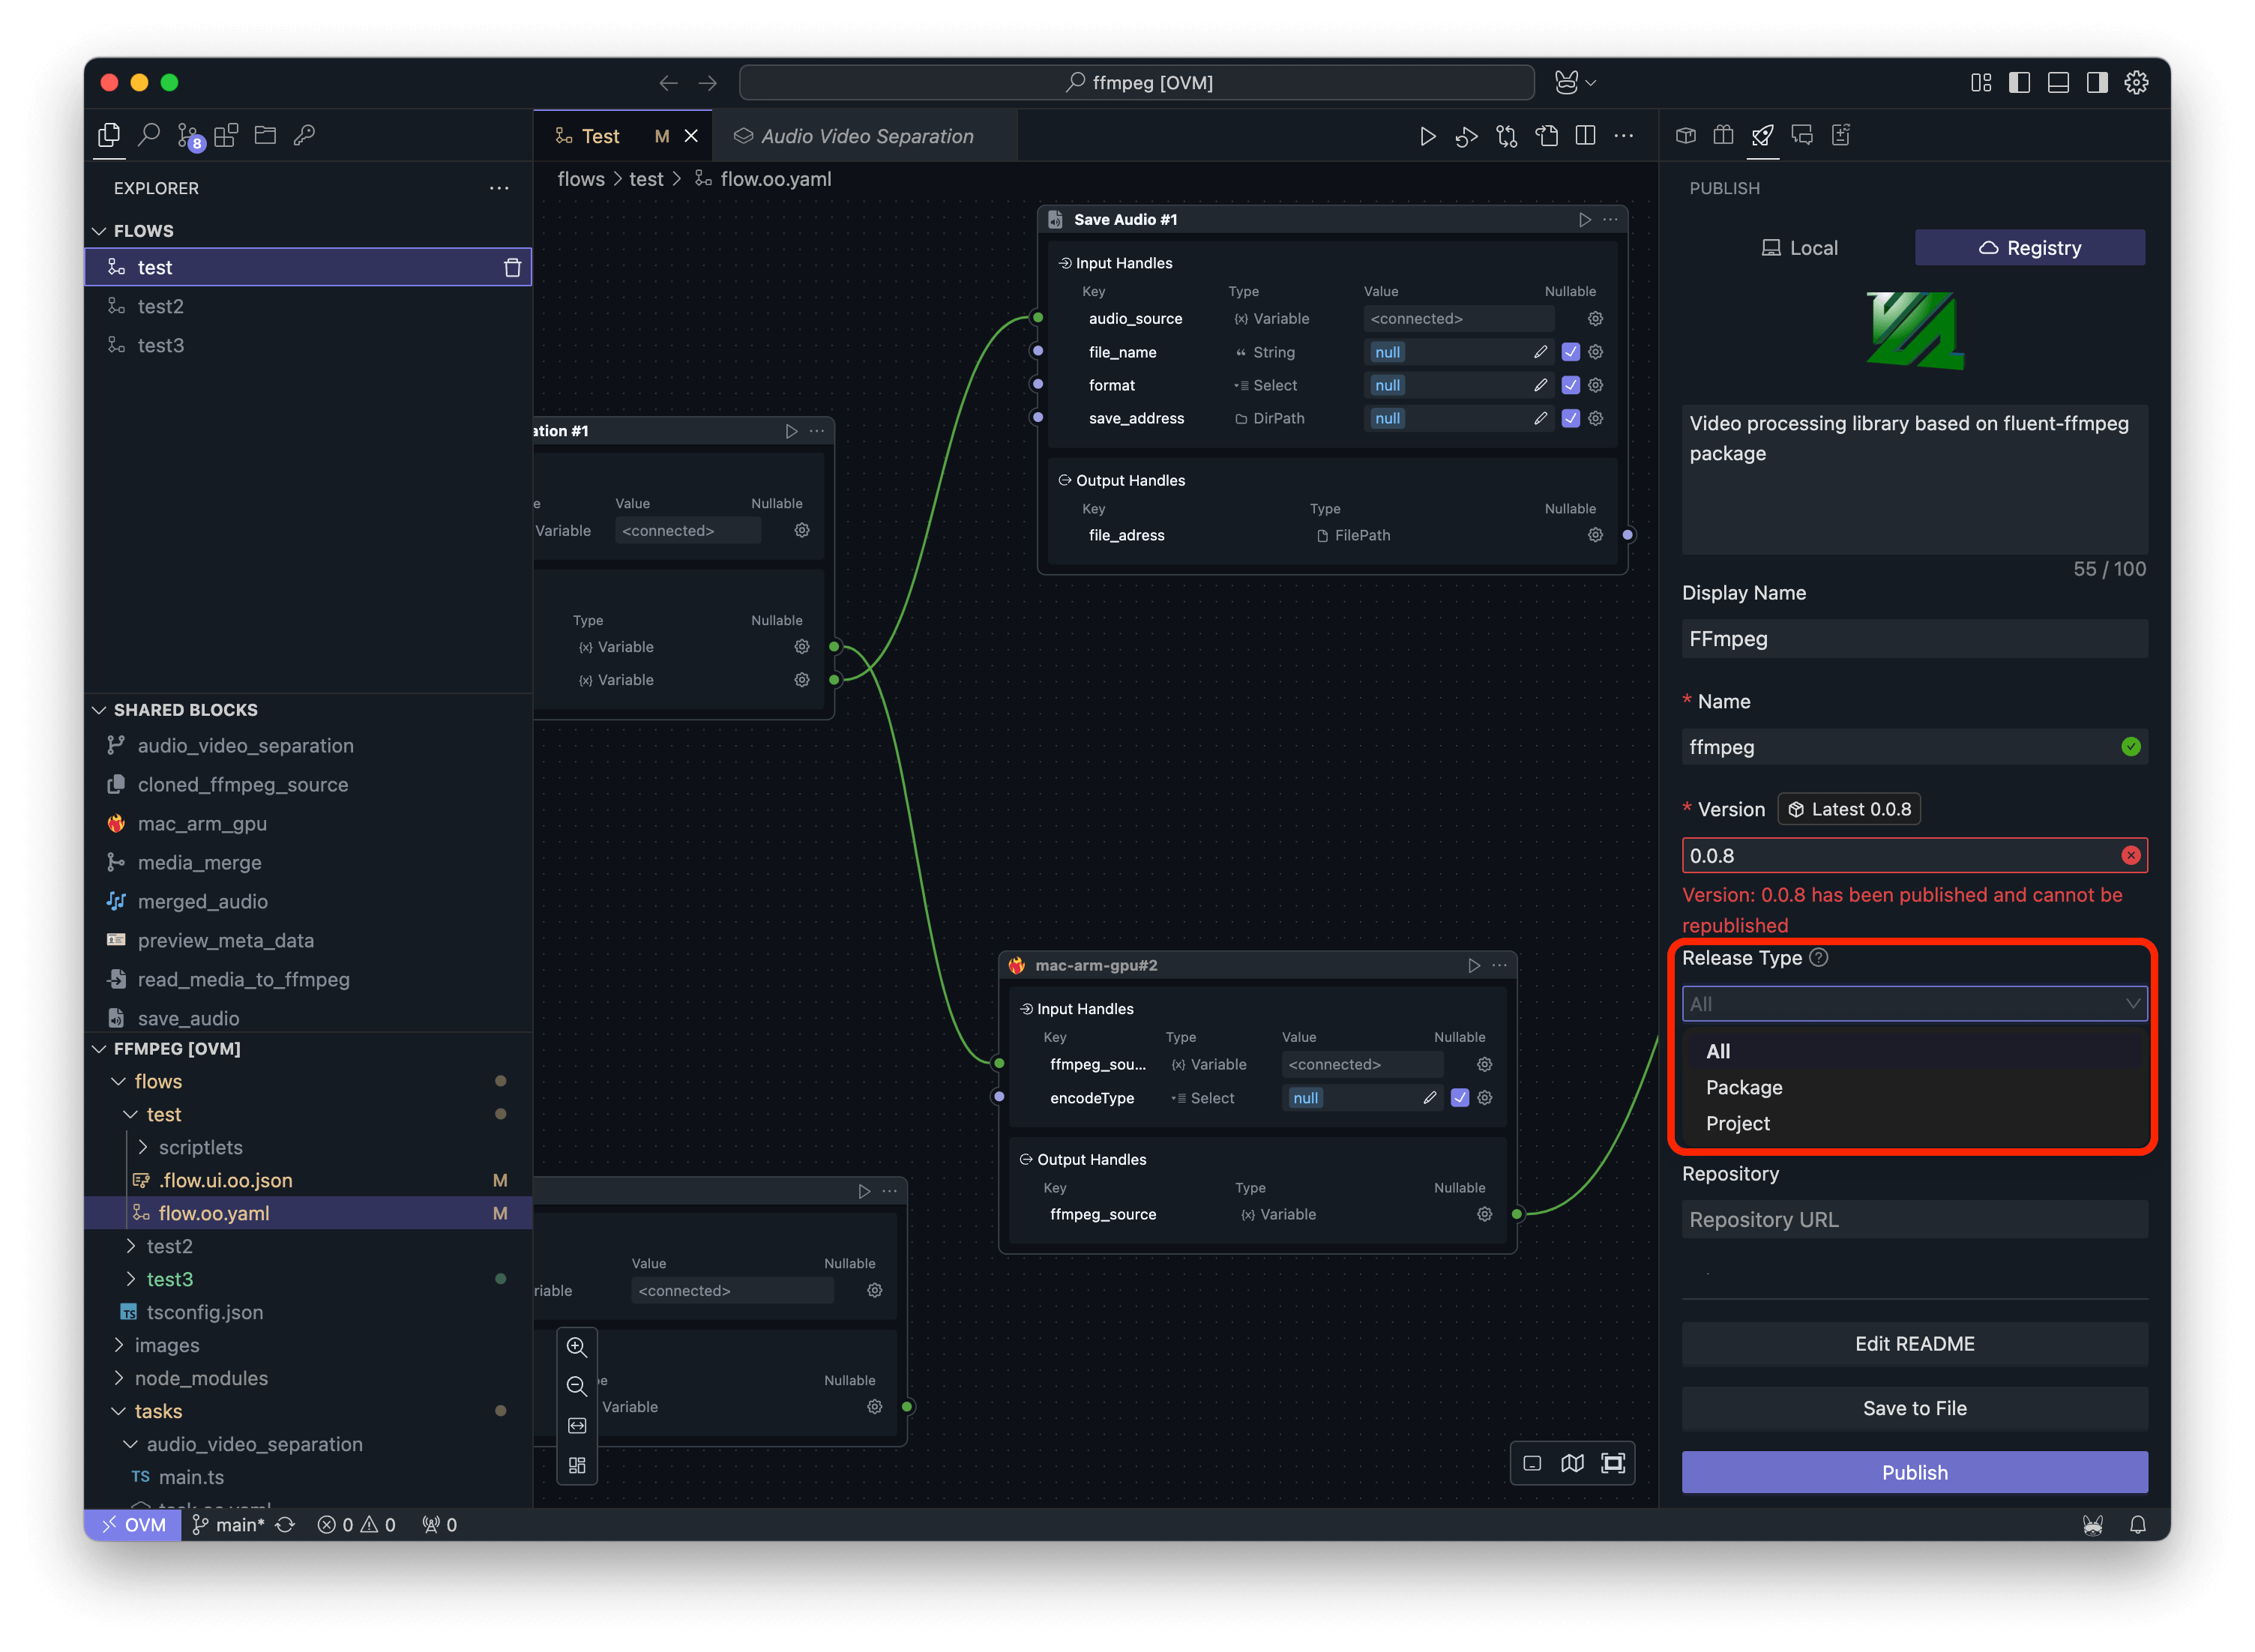 ffmpeg [OVM]
8
EXPLORER
FLOWS
test
test2
test3
SHARED BLOCKS
audio_video_separation
cloned_ffmpeg_source
mac_arm_gpu
media_merge
merged_audio
preview_meta_data
read_media_to_ffmpeg
save_audio
FFMPEG [OVM]
flows
test
scriptlets
.flow.ui.oo.json M
flow.oo.yaml M
test2
test3
TS tsconfig.json
images
node_modules
tasks
audio_video_separation
TS main.ts
Test M
Audio Video Separation
flows > test > flow.oo.yaml
ation #1
e Value Nullable
Variable <connected>
Type Nullable
{x} Variable
{x} Variable
Save Audio #1
Input Handles
Key Type Value Nullable
audio_source {x} Variable <connected>
file_name String null
format Select null
save_address DirPath null
Output Handles
Key Type Nullable
file_adress FilePath
mac-arm-gpu#2
Input Handles
Key Type Value Nullable
ffmpeg_sou... {x} Variable <connected>
encodeType Select null
Output Handles
Key Type Nullable
ffmpeg_source {x} Variable
Value Nullable
riable <connected>
pe Nullable
Variable
PUBLISH
Local Registry
Video processing library based on fluent-ffmpeg
package
55 / 100
Display Name
FFmpeg
* Name
ffmpeg
* Version Latest 0.0.8
0.0.8
Version: 0.0.8 has been published and cannot be
republished
Release Type
All
All
Package
Project
Repository
Repository URL
Edit README
Save to File
Publish
OVM main* 0 0 0